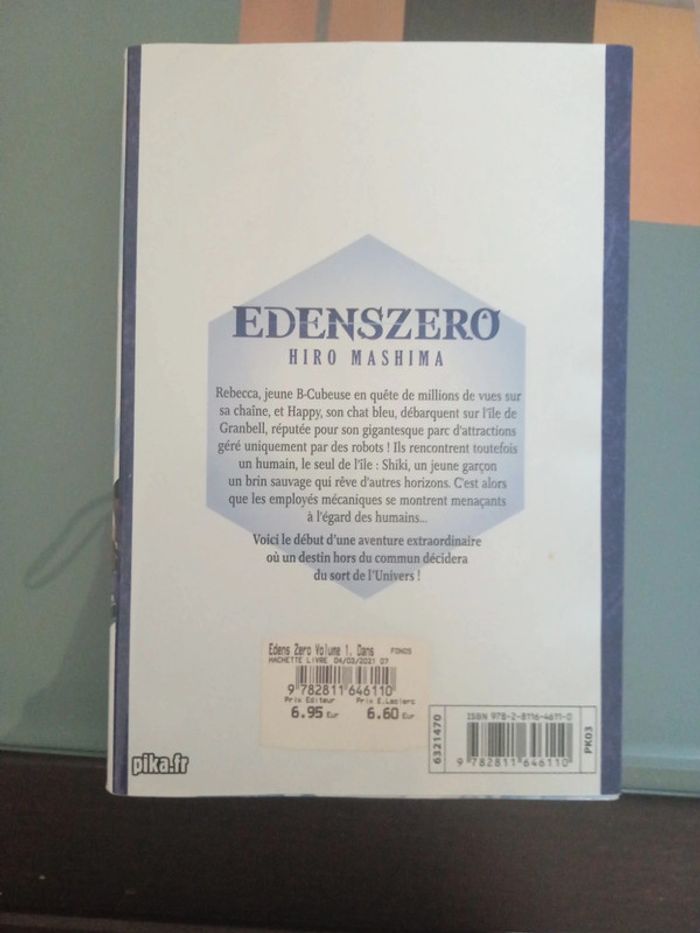 EDENSZERO
HIRO MASHIMA
Rebecca, jeune B-Cubeuse en quête de millions de vues sur
sa chaîne, et Happy, son chat bleu, débarquent sur l'île de
Granbell, réputée pour son gigantesque parc d'attractions
géré uniquement par des robots ! Ils rencontrent toutefois
un humain, le seul de l'île : Shiki, un jeune garçon
un brin sauvage qui rêve d'autres horizons. C'est alors
que les employés mécaniques se montrent menaçants
à l'égard des humains...
Voici le début d'une aventure extraordinaire
où un destin hors du commun décidera
du sort de l'Univers !
Edens Zero Volume 1. Dans FONDS
HACHETTE LIVRE 04/03/2021 07
9 782811 646110
Prix Editeur Prix E.Leclerc
6.95 Eur 6.60 Eur
pika.fr
6321470
ISBN 978-2-8116-4611-0
9 782811 646110
PK03